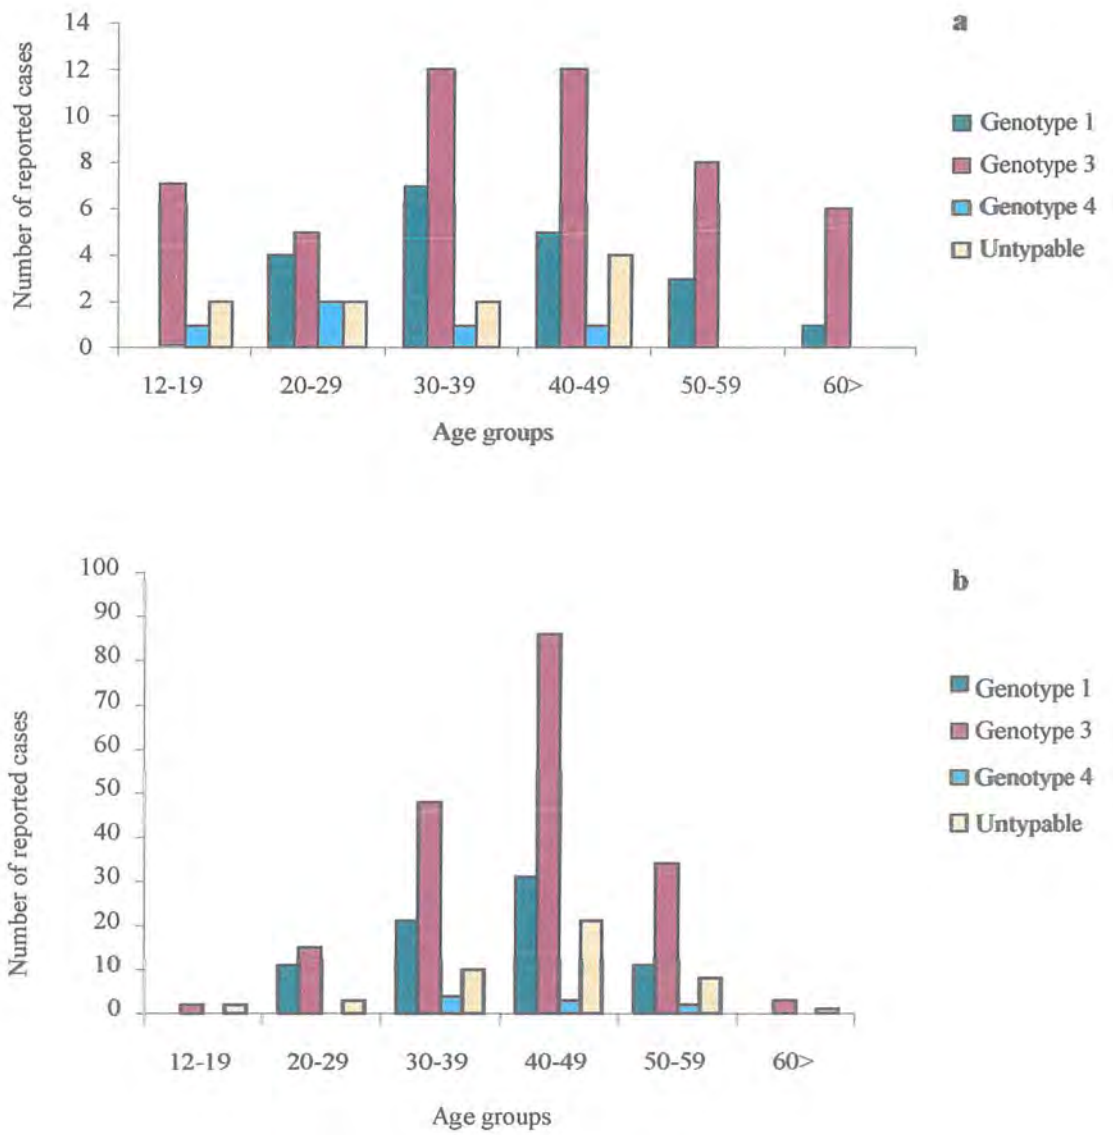 a
14
12
10
8
6
4
2
0
Number of reported cases
12-19 20-29 30-39 40-49 50-59 60>
Age groups
Genotype 1
Genotype 3
Genotype 4
Untypable
b
100
90
80
70
60
50
40
30
20
10
0
Number of reported cases
12-19 20-29 30-39 40-49 50-59 60>
Age groups
Genotype 1
Genotype 3
Genotype 4
Untypable